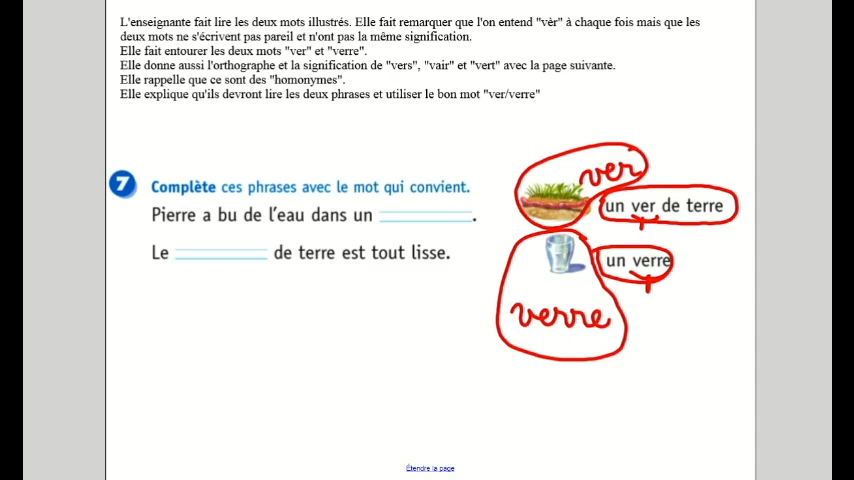 L'enseignante fait lire les deux mots illustrés. Elle fait remarquer que l'on entend "vèr" à chaque fois mais que les
deux mots ne s'écrivent pas pareil et n'ont pas la même signification.
Elle fait entourer les deux mots "ver" et "verre".
Elle donne aussi l'orthographe et la signification de "vers", "vair" et "vert" avec la page suivante.
Elle rappelle que ce sont des "homonymes".
Elle explique qu'ils devront lire les deux phrases et utiliser le bon mot "ver/verre"
7 Complète ces phrases avec le mot qui convient.
Pierre a bu de l'eau dans un .
Le de terre est tout lisse.
ver
un ver de terre
un verre
verre
Étendre la page